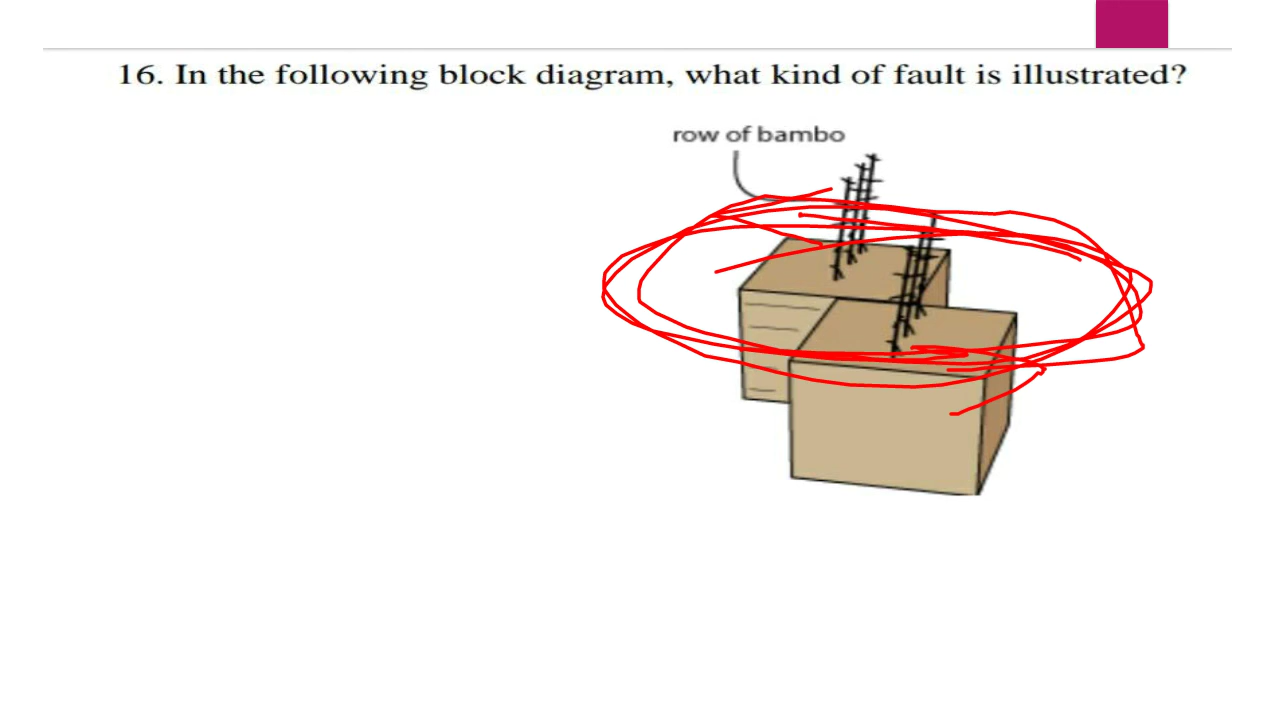 16. In the following block diagram, what kind of fault is illustrated?
row of bambo